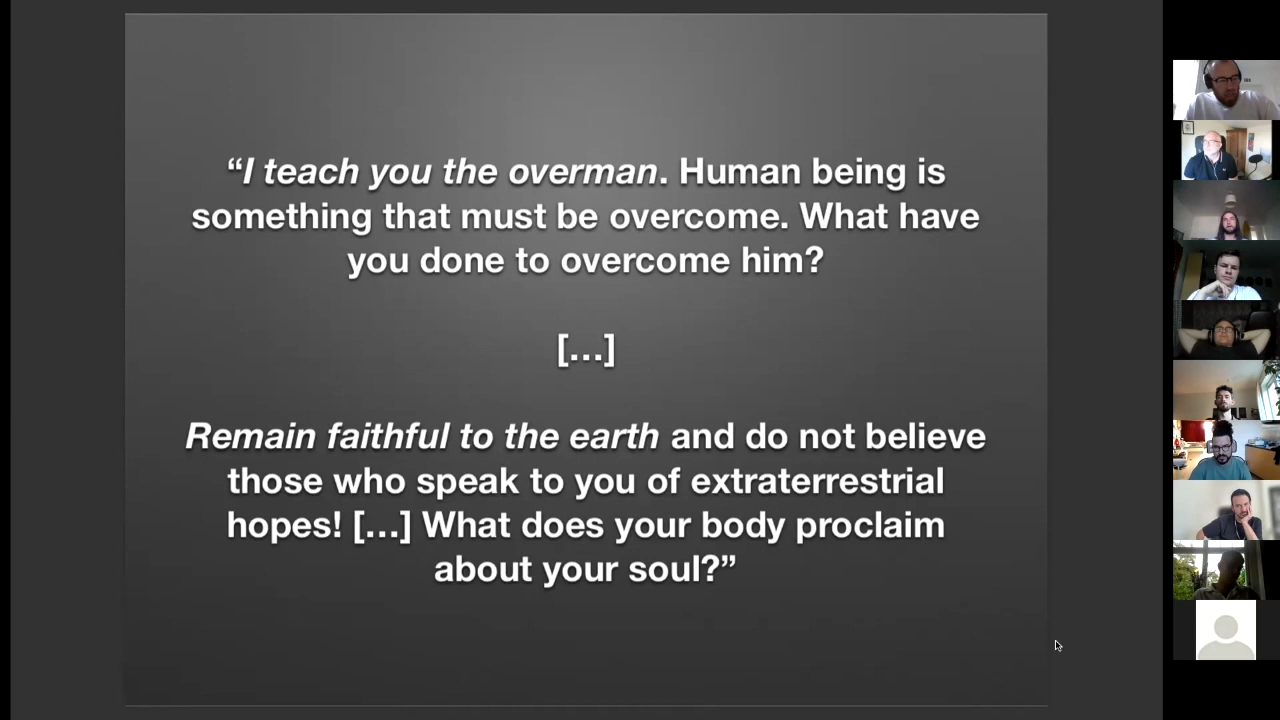 “I teach you the overman. Human being is
something that must be overcome. What have
you done to overcome him?
[…]
Remain faithful to the earth and do not believe
those who speak to you of extraterrestrial
hopes! […] What does your body proclaim
about your soul?”